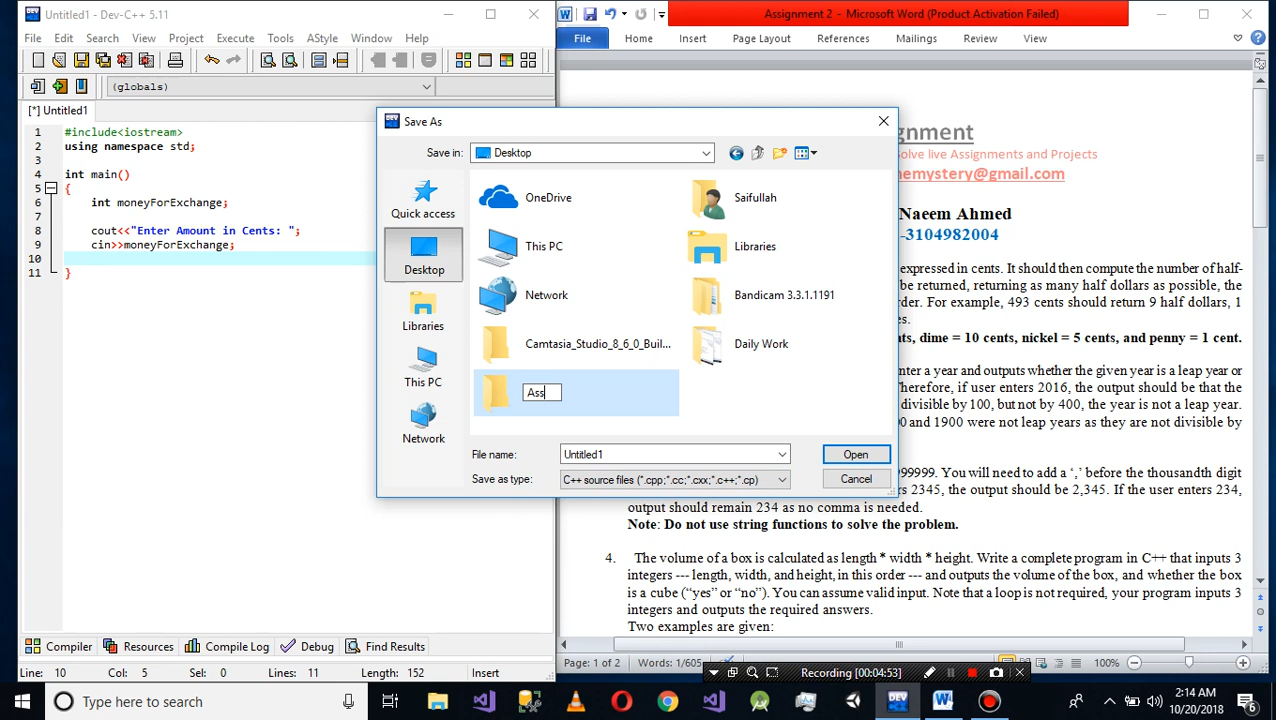 Untitled1 - Dev-C++ 5.11
File Edit Search View Project Execute Tools AStyle Window Help
(globals)
[*] Untitled1
1 #include<iostream>
2 using namespace std;
3
4 int main()
5 {
6 int moneyForExchange;
7
8 cout<<"Enter Amount in Cents: ";
9 cin>>moneyForExchange;
10
11 }
Compiler Resources Compile Log Debug Find Results
Line: 10 Col: 5 Sel: 0 Lines: 11 Length: 152 Insert
Save As
Save in: Desktop
Quick access
Desktop
Libraries
This PC
Network
OneDrive
Saifullah
This PC
Libraries
Network
Bandicam 3.3.1.1191
Camtasia_Studio_8_6_0_Buil...
Daily Work
Ass
File name: Untitled1 Open
Save as type: C++ source files (*.cpp;*.cc;*.cxx;*.c++;*.cp) Cancel
Assignment 2 - Microsoft Word (Product Activation Failed)
File Home Insert Page Layout References Mailings Review View
gnment
Solve live Assignments and Projects
nemystery@gmail.com
Naeem Ahmed
-3104982004
expressed in cents. It should then compute the number of half-
be returned, returning as many half dollars as possible, the
rder. For example, 493 cents should return 9 half dollars, 1
es.
nts, dime = 10 cents, nickel = 5 cents, and penny = 1 cent.
enter a year and outputs whether the given year is a leap year or
Therefore, if user enters 2016, the output should be that the
divisible by 100, but not by 400, the year is not a leap year.
00 and 1900 were not leap years as they are not divisible by
999999. You will need to add a ‘,’ before the thousandth digit
rs 2345, the output should be 2,345. If the user enters 234,
output should remain 234 as no comma is needed.
Note: Do not use string functions to solve the problem.
4. The volume of a box is calculated as length * width * height. Write a complete program in C++ that inputs 3
integers --- length, width, and height, in this order --- and outputs the volume of the box, and whether the box
is a cube (“yes” or “no”). You can assume valid input. Note that a loop is not required, your program inputs 3
integers and outputs the required answers.
Two examples are given:
Page: 1 of 2 Words: 1/605 100%
Recording [00:04:53]
Type here to search
2:14 AM
10/20/2018
6